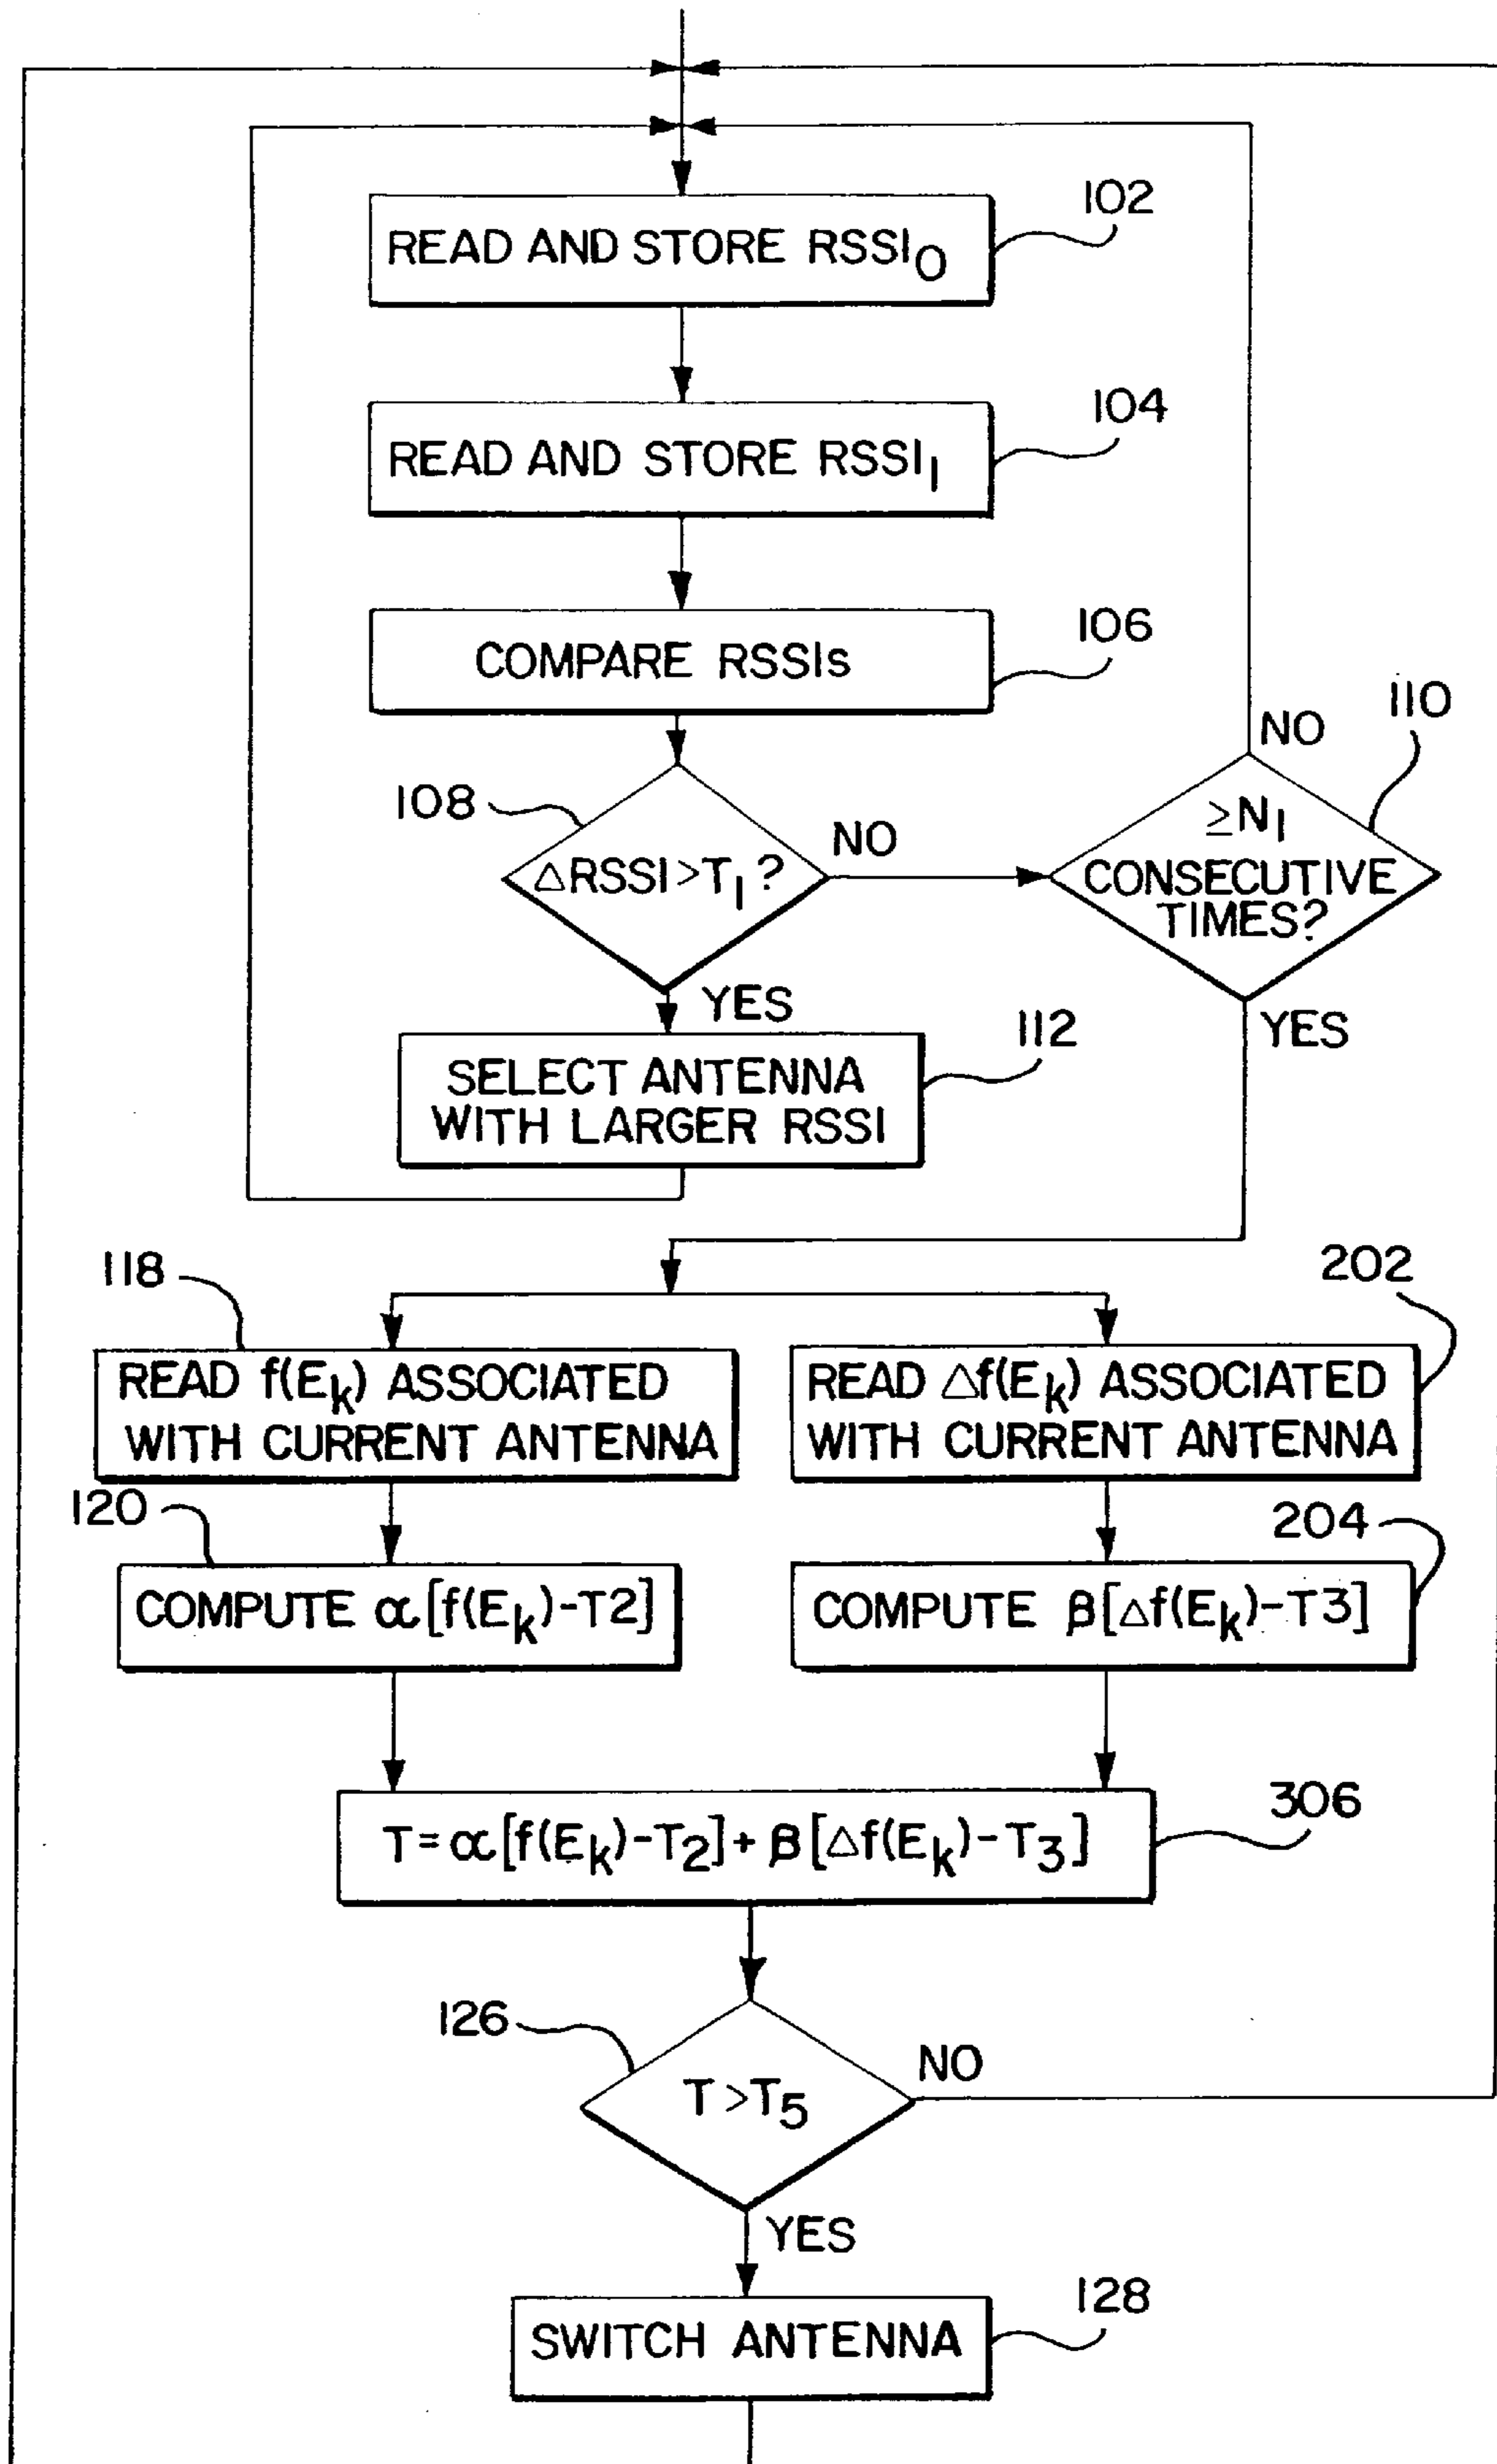 102
READ AND STORE RSSI₀
104
READ AND STORE RSSI₁
106
COMPARE RSSIs
110
NO
108
≥N₁
CONSECUTIVE
TIMES?
NO
ΔRSSI>T₁?
YES
112
YES
SELECT ANTENNA
WITH LARGER RSSI
118
202
READ f(Eₖ) ASSOCIATED
WITH CURRENT ANTENNA
READ Δf(Eₖ) ASSOCIATED
WITH CURRENT ANTENNA
120
204
COMPUTE α[f(Eₖ)-T2]
COMPUTE β[Δf(Eₖ)-T3]
306
T=α[f(Eₖ)-T₂]+β[Δf(Eₖ)-T₃]
126
NO
T>T₅
YES
128
SWITCH ANTENNA